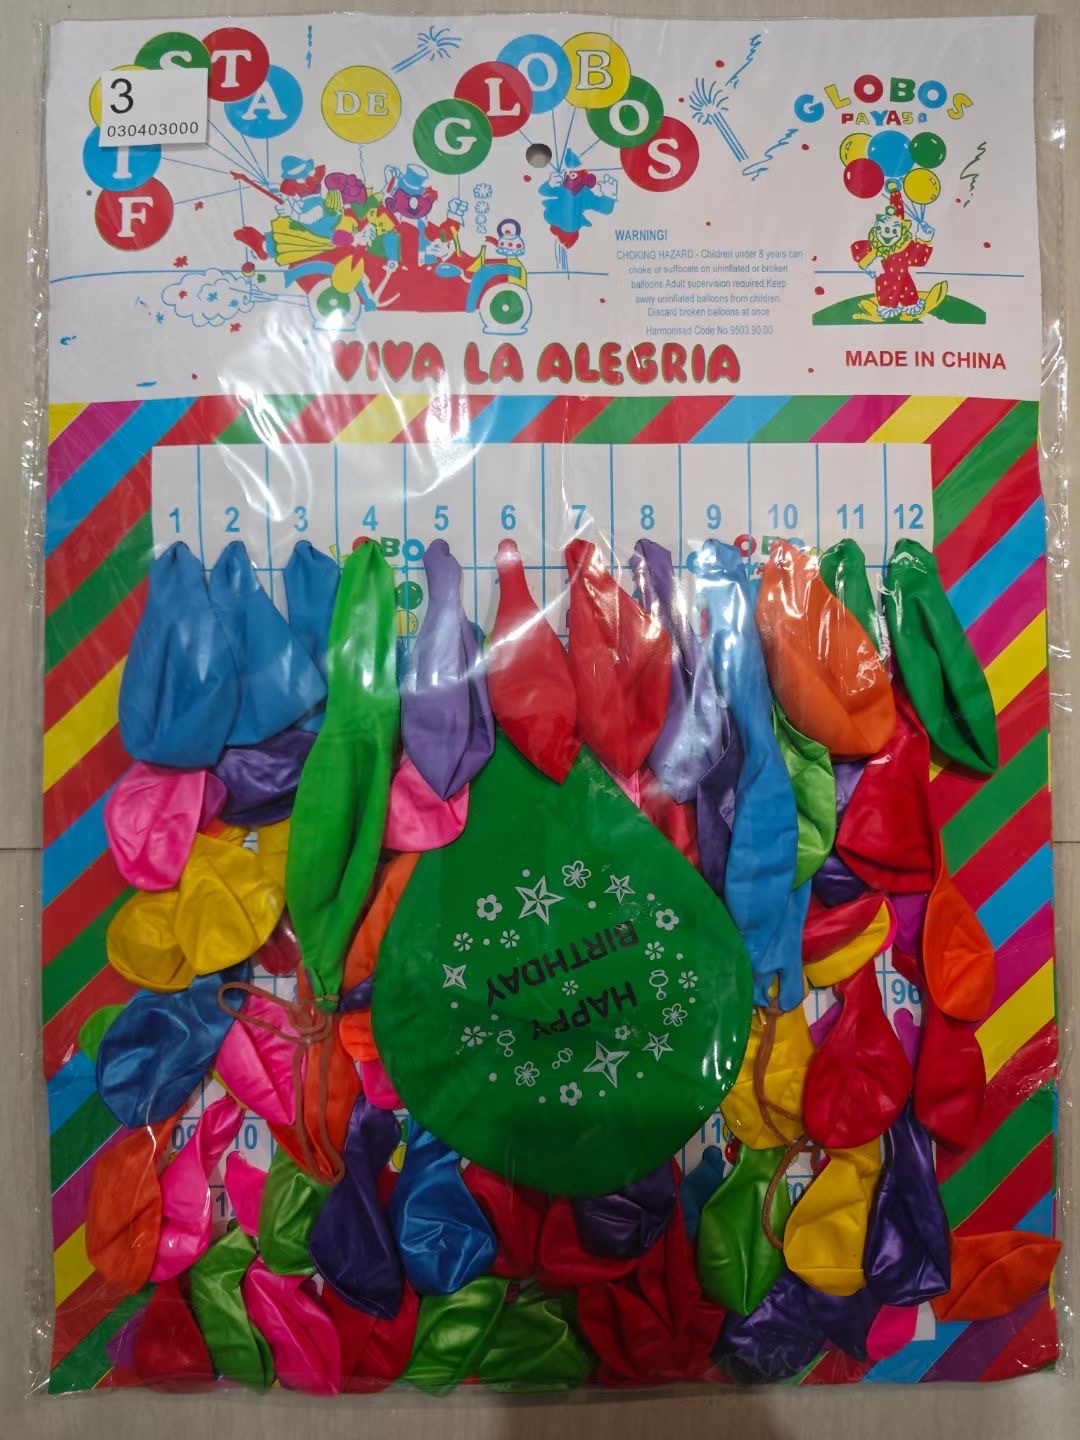 FI STA DE GLOBOS
3
030403000
GLOBOS
PAYASO
WARNING!
CHOKING HAZARD - Children under 8 years can
choke or suffocate on uninflated or broken
balloons.Adult supervision required.Keep
away uninflated balloons from children.
Discard broken balloons at once
Harmonised Code No.9503.90.00
VIVA LA ALEGRIA
MADE IN CHINA
1 2 3 4 5 6 7 8 9 10 11 12
HAPPY
BIRTHDAY
96